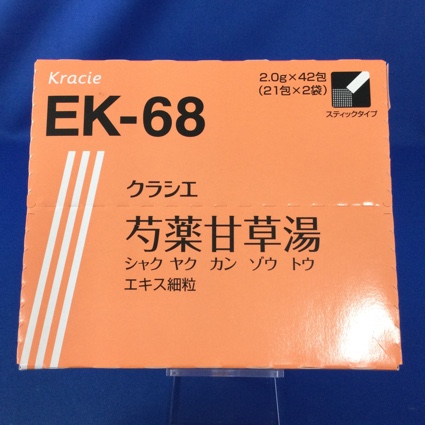 Kracie
EK-68
2.0g×42包
(21包×2袋)
スティックタイプ
クラシエ
芍薬甘草湯
シャク ヤク カン ゾウ トウ
エキス細粒